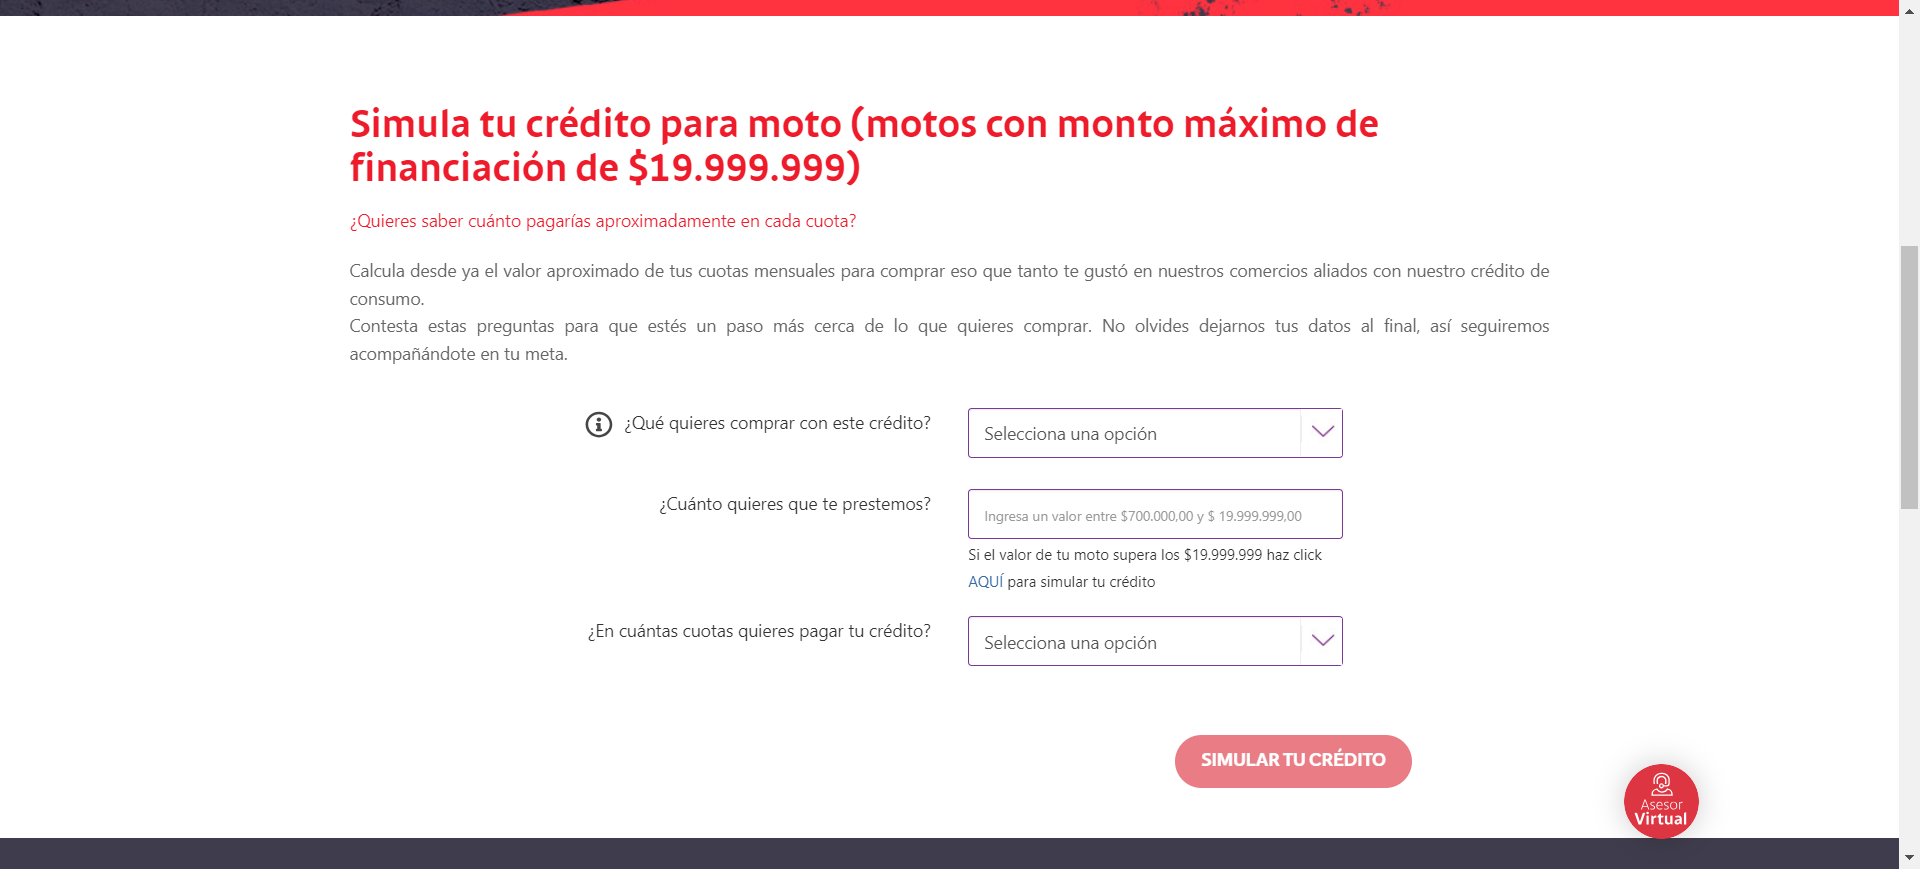 Simula tu crédito para moto (motos con monto máximo de
financiación de $19.999.999)
¿Quieres saber cuánto pagarías aproximadamente en cada cuota?
Calcula desde ya el valor aproximado de tus cuotas mensuales para comprar eso que tanto te gustó en nuestros comercios aliados con nuestro crédito de
consumo.
Contesta estas preguntas para que estés un paso más cerca de lo que quieres comprar. No olvides dejarnos tus datos al final, así seguiremos
acompañándote en tu meta.
¿Qué quieres comprar con este crédito?
Selecciona una opción
¿Cuánto quieres que te prestemos?
Ingresa un valor entre $700.000,00 y $ 19.999.999,00
Si el valor de tu moto supera los $19.999.999 haz click
AQUÍ para simular tu crédito
¿En cuántas cuotas quieres pagar tu crédito?
Selecciona una opción
SIMULAR TU CRÉDITO
Asesor
Virtual